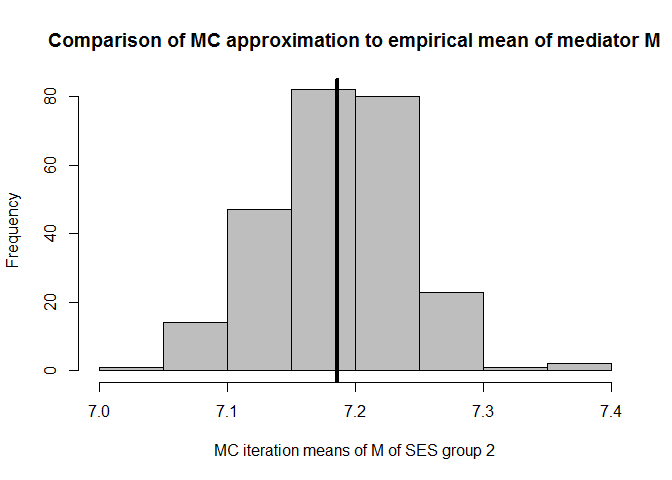 Comparison of MC approximation to empirical mean of mediator M
Frequency
80
60
40
20
0
7.0 7.1 7.2 7.3 7.4
MC iteration means of M of SES group 2